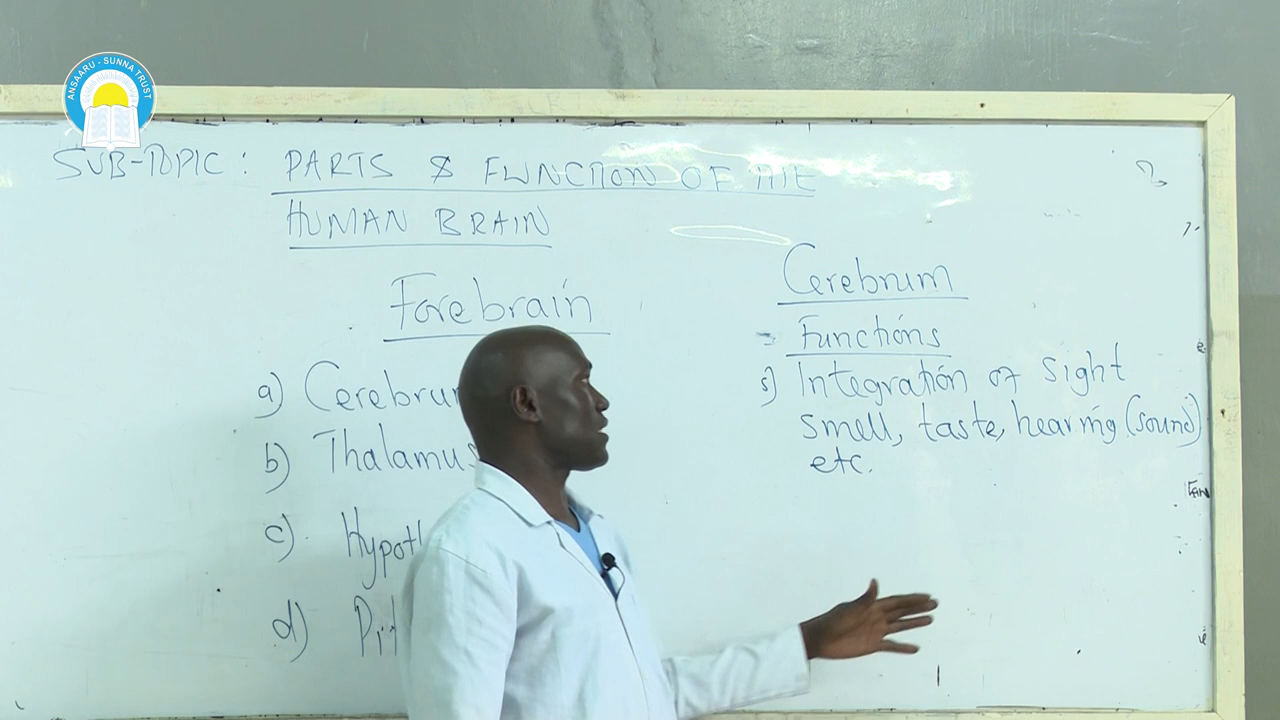 ANSAARU - SUNNA TRUST
SUB-TOPIC: PARTS & FUNCTION OF THE
HUMAN BRAIN
Forebrain
a) Cerebrum
b) Thalamus
c) Hypoth
d) Pit
Cerebrum
Functions
Integration of sight
smell, taste, hearing (sound)
etc.